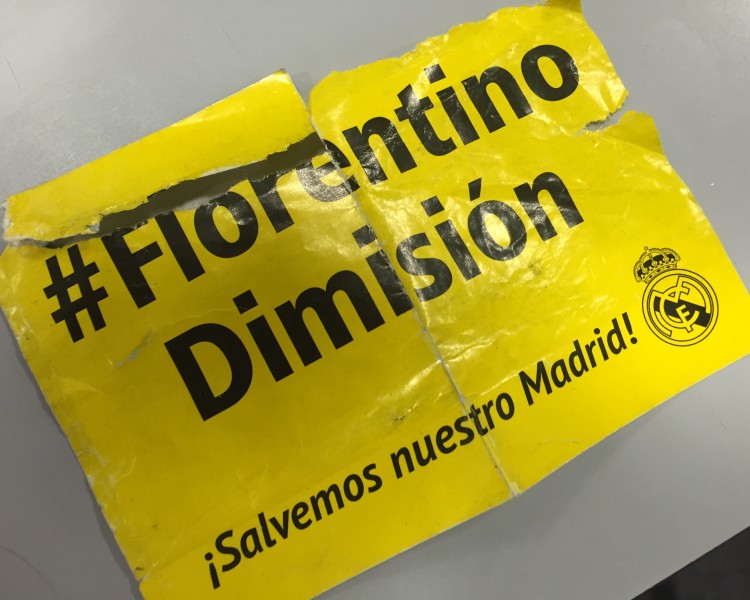 #Florentino
Dimisión
¡Salvemos nuestro Madrid!